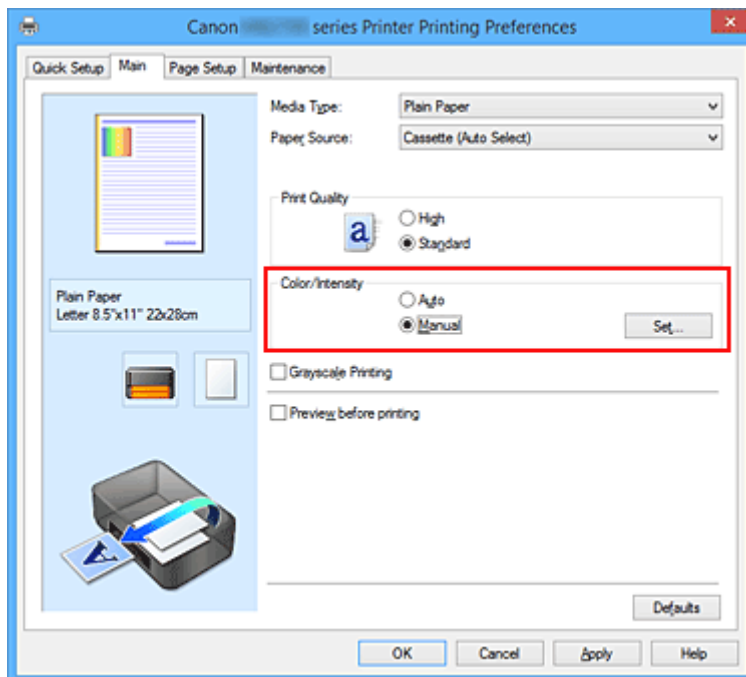 Canon series Printer Printing Preferences
Quick Setup Main Page Setup Maintenance
Media Type: Plain Paper
Paper Source: Cassette (Auto Select)
Print Quality
a High
Standard
Color/Intensity
Auto
Manual Set...
Plain Paper
Letter 8.5"x11" 22x28cm
Grayscale Printing
Preview before printing
A
Defaults
OK Cancel Apply Help